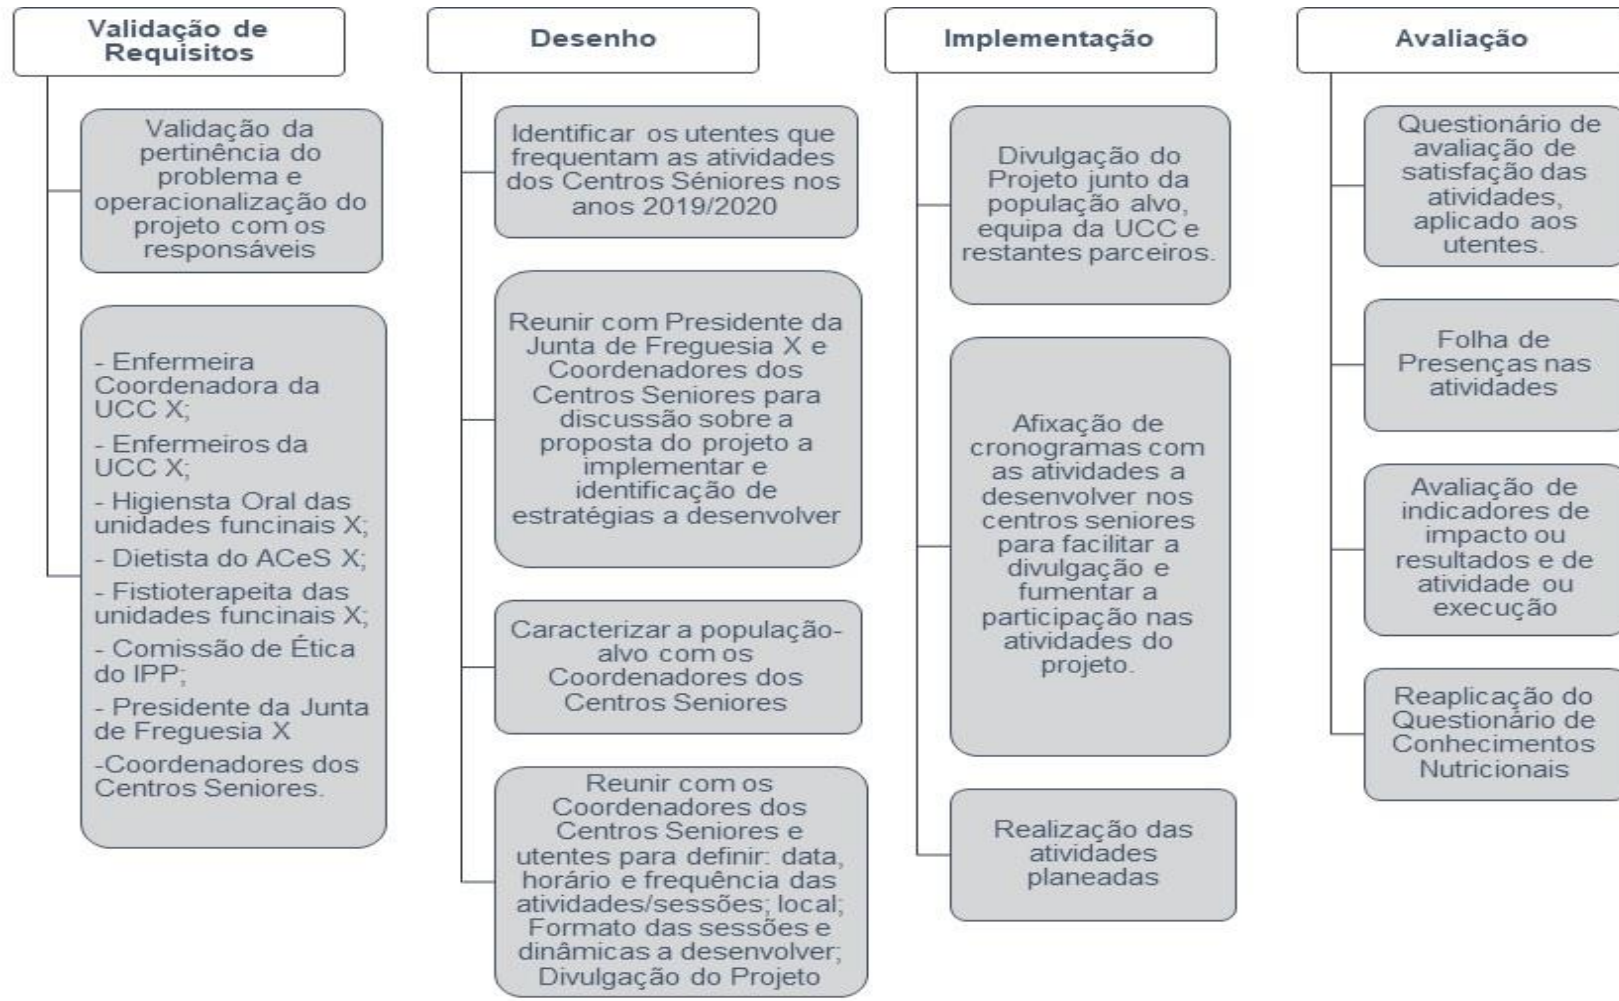 Validação de
Requisitos
Validação da
pertinência do
problema e
operacionalização do
projeto com os
responsáveis
- Enfermeira
Coordenadora da
UCC X;
- Enfermeiros da
UCC X;
- Higiensta Oral das
unidades funcinais X;
- Dietista do ACeS X;
- Fistioterapeita das
unidades funcinais X;
- Comissão de Ética
do IPP;
- Presidente da Junta
de Freguesia X
-Coordenadores dos
Centros Seniores.
Desenho
Identificar os utentes que
frequentam as atividades
dos Centros Séniores nos
anos 2019/2020
Reunir com Presidente da
Junta de Freguesia X e
Coordenadores dos
Centros Seniores para
discussão sobre a
proposta do projeto a
implementar e
identificação de
estratégias a desenvolver
Caracterizar a população-
alvo com os
Coordenadores dos
Centros Seniores
Reunir com os
Coordenadores dos
Centros Seniores e
utentes para definir: data,
horário e frequência das
atividades/sessões; local;
Formato das sessões e
dinâmicas a desenvolver;
Divulgação do Projeto
Implementação
Divulgação do
Projeto junto da
população alvo,
equipa da UCC e
restantes parceiros.
Afixação de
cronogramas com
as atividades a
desenvolver nos
centros seniores
para facilitar a
divulgação e
fumentar a
participação nas
atividades do
projeto.
Realização das
atividades
planeadas
Avaliação
Questionário de
avaliação de
satisfação das
atividades,
aplicado aos
utentes.
Folha de
Presenças nas
atividades
Avaliação de
indicadores de
impacto ou
resultados e de
atividade ou
execução
Reaplicação do
Questionário de
Conhecimentos
Nutricionais